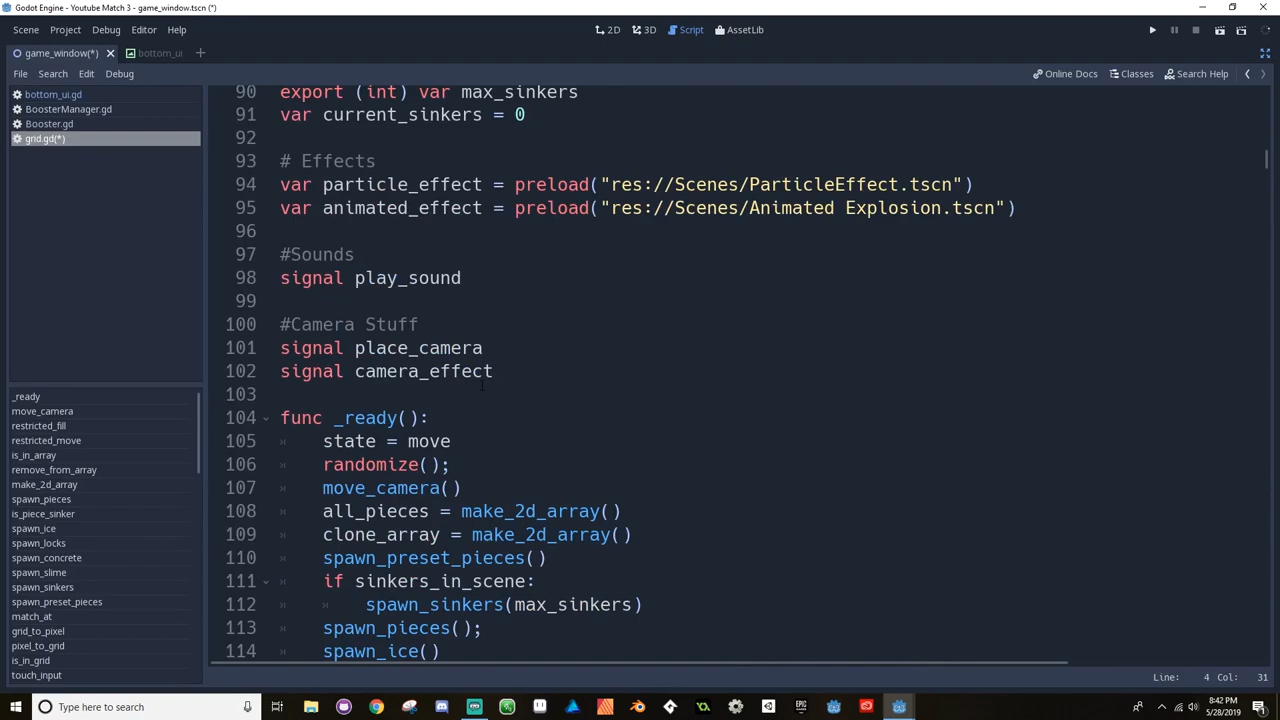 Godot Engine - Youtube Match 3 - game_window.tscn (*)
Scene Project Debug Editor Help
2D 3D Script AssetLib
game_window(*) bottom_ui
File Search Edit Debug
Online Docs Classes Search Help
bottom_ui.gd
BoosterManager.gd
Booster.gd
grid.gd(*)
_ready
move_camera
restricted_fill
restricted_move
is_in_array
remove_from_array
make_2d_array
spawn_pieces
is_piece_sinker
spawn_ice
spawn_locks
spawn_concrete
spawn_slime
spawn_sinkers
spawn_preset_pieces
match_at
grid_to_pixel
pixel_to_grid
is_in_grid
touch_input
90 export (int) var max_sinkers
91 var current_sinkers = 0
92
93 # Effects
94 var particle_effect = preload("res://Scenes/ParticleEffect.tscn")
95 var animated_effect = preload("res://Scenes/Animated Explosion.tscn")
96
97 #Sounds
98 signal play_sound
99
100 #Camera Stuff
101 signal place_camera
102 signal camera_effect
103
104 func _ready():
105 state = move
106 randomize();
107 move_camera()
108 all_pieces = make_2d_array()
109 clone_array = make_2d_array()
110 spawn_preset_pieces()
111 if sinkers_in_scene:
112 spawn_sinkers(max_sinkers)
113 spawn_pieces();
114 spawn_ice()
Line: 4 Col: 31
Type here to search
8:42 PM
5/28/2019